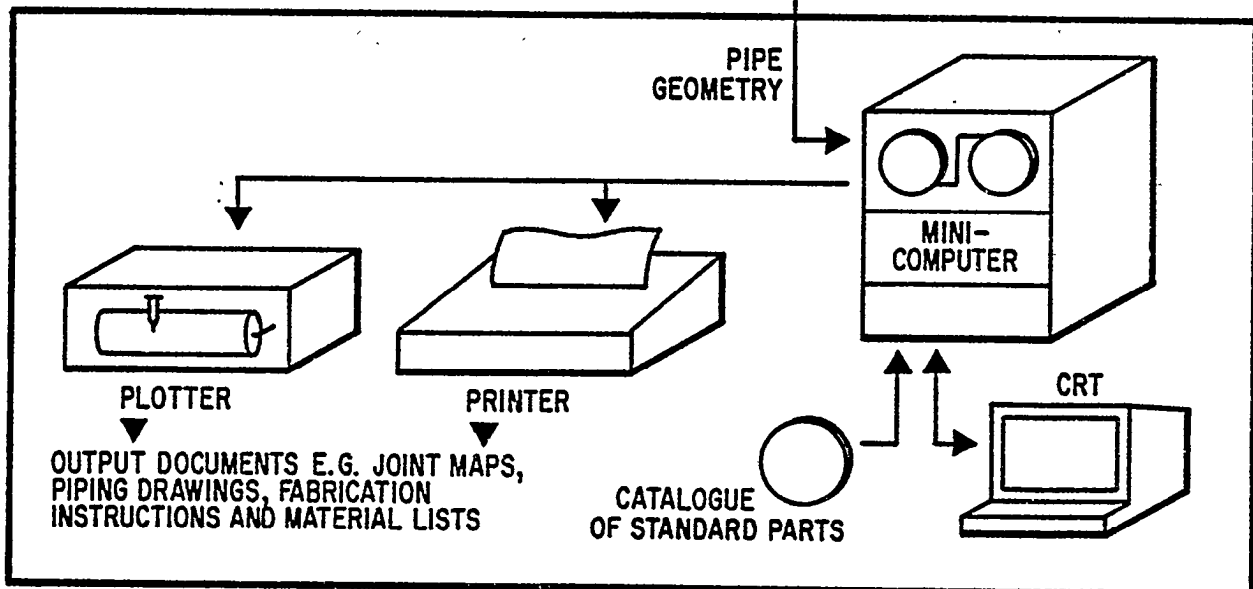 PIPE
GEOMETRY
MINI-
COMPUTER
PLOTTER
PRINTER
CRT
OUTPUT DOCUMENTS E.G. JOINT MAPS,
PIPING DRAWINGS, FABRICATION
INSTRUCTIONS AND MATERIAL LISTS
CATALOGUE
OF STANDARD PARTS